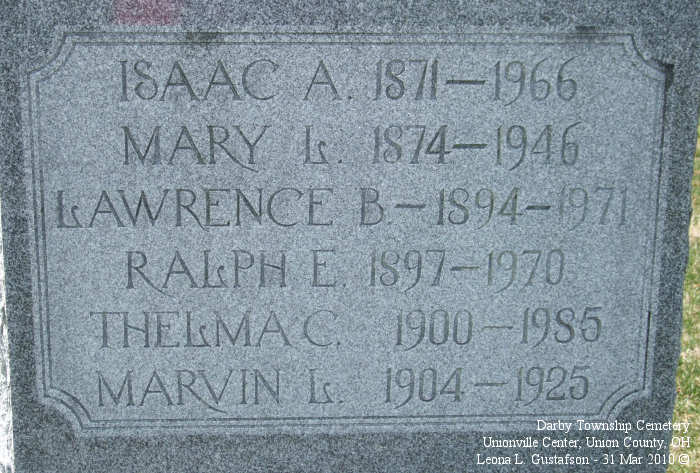 ISAAC A. 1871—1966
MARY L. 1874—1946
LAWRENCE B.—1894—1971
RALPH E. 1897—1970
THELMA C. 1900—1985
MARVIN L. 1904—1925
Darby Township Cemetery
Unionville Center, Union County, OH
Leona L. Gustafson - 31 Mar 2010 ©